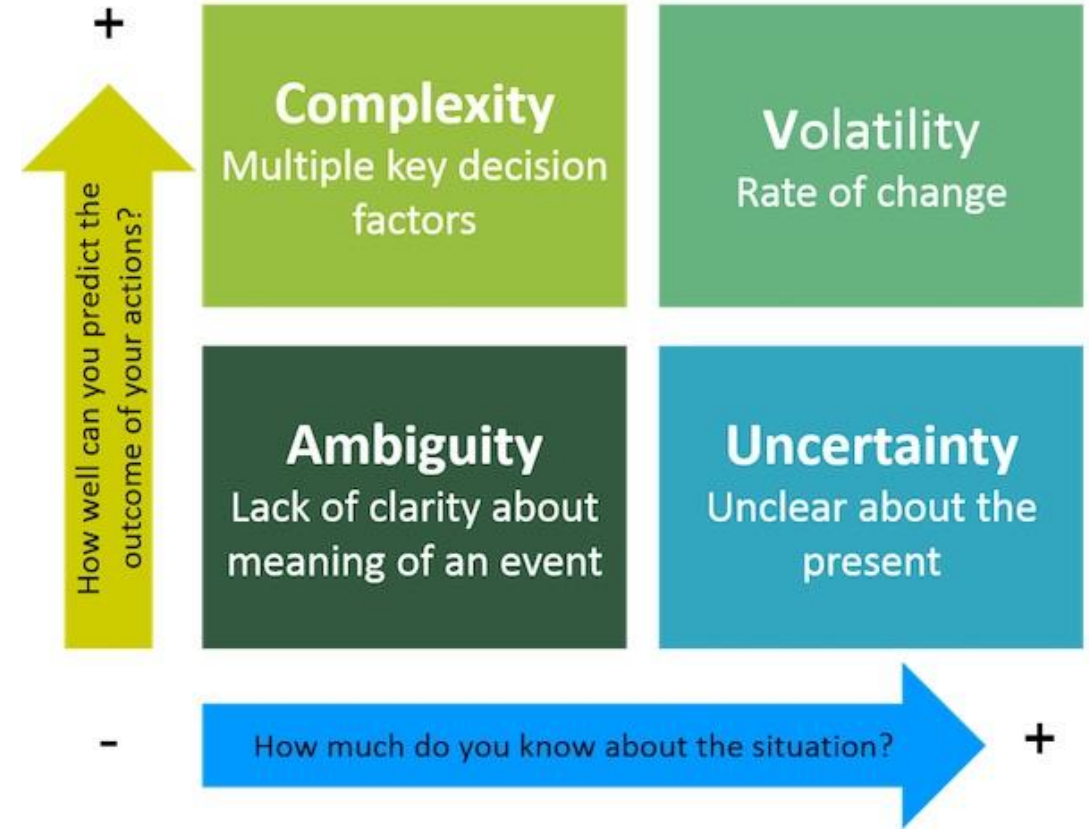 +
How well can you predict the
outcome of your actions?
Complexity
Multiple key decision
factors
Volatility
Rate of change
Ambiguity
Lack of clarity about
meaning of an event
Uncertainty
Unclear about the
present
-
How much do you know about the situation?
+